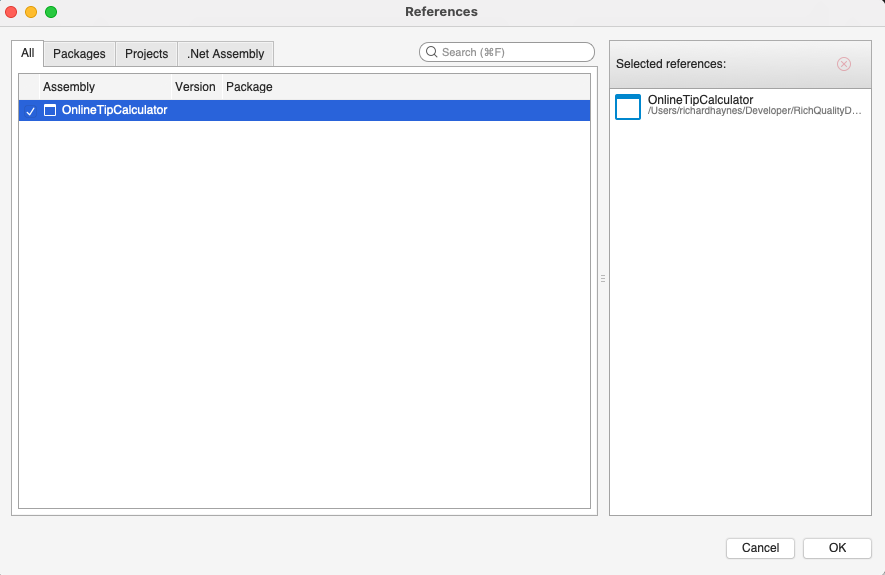 References
All Packages Projects .Net Assembly
Search (⌘F)
Assembly Version Package
OnlineTipCalculator
Selected references:
OnlineTipCalculator
/Users/richardhaynes/Developer/RichQualityD...
Cancel OK